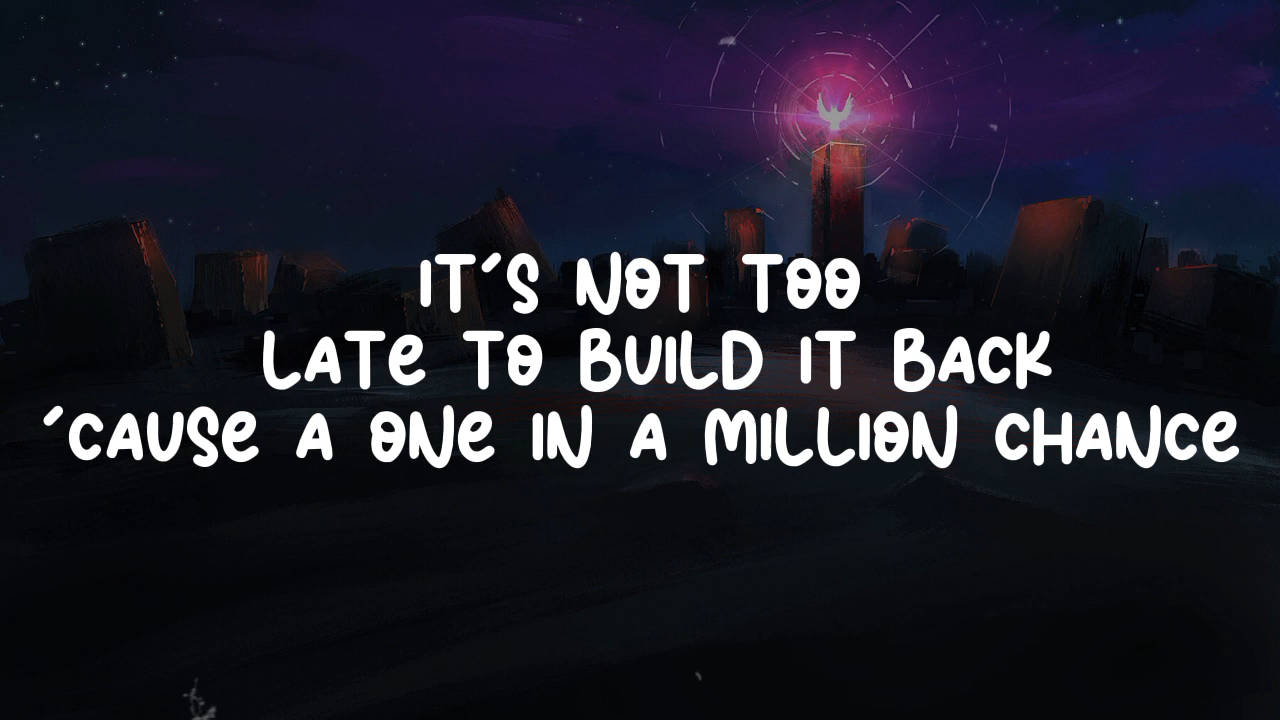 IT'S NOT TOO
LATE TO BUILD IT BACK
'CAUSE A ONE IN A MILLION CHANCE